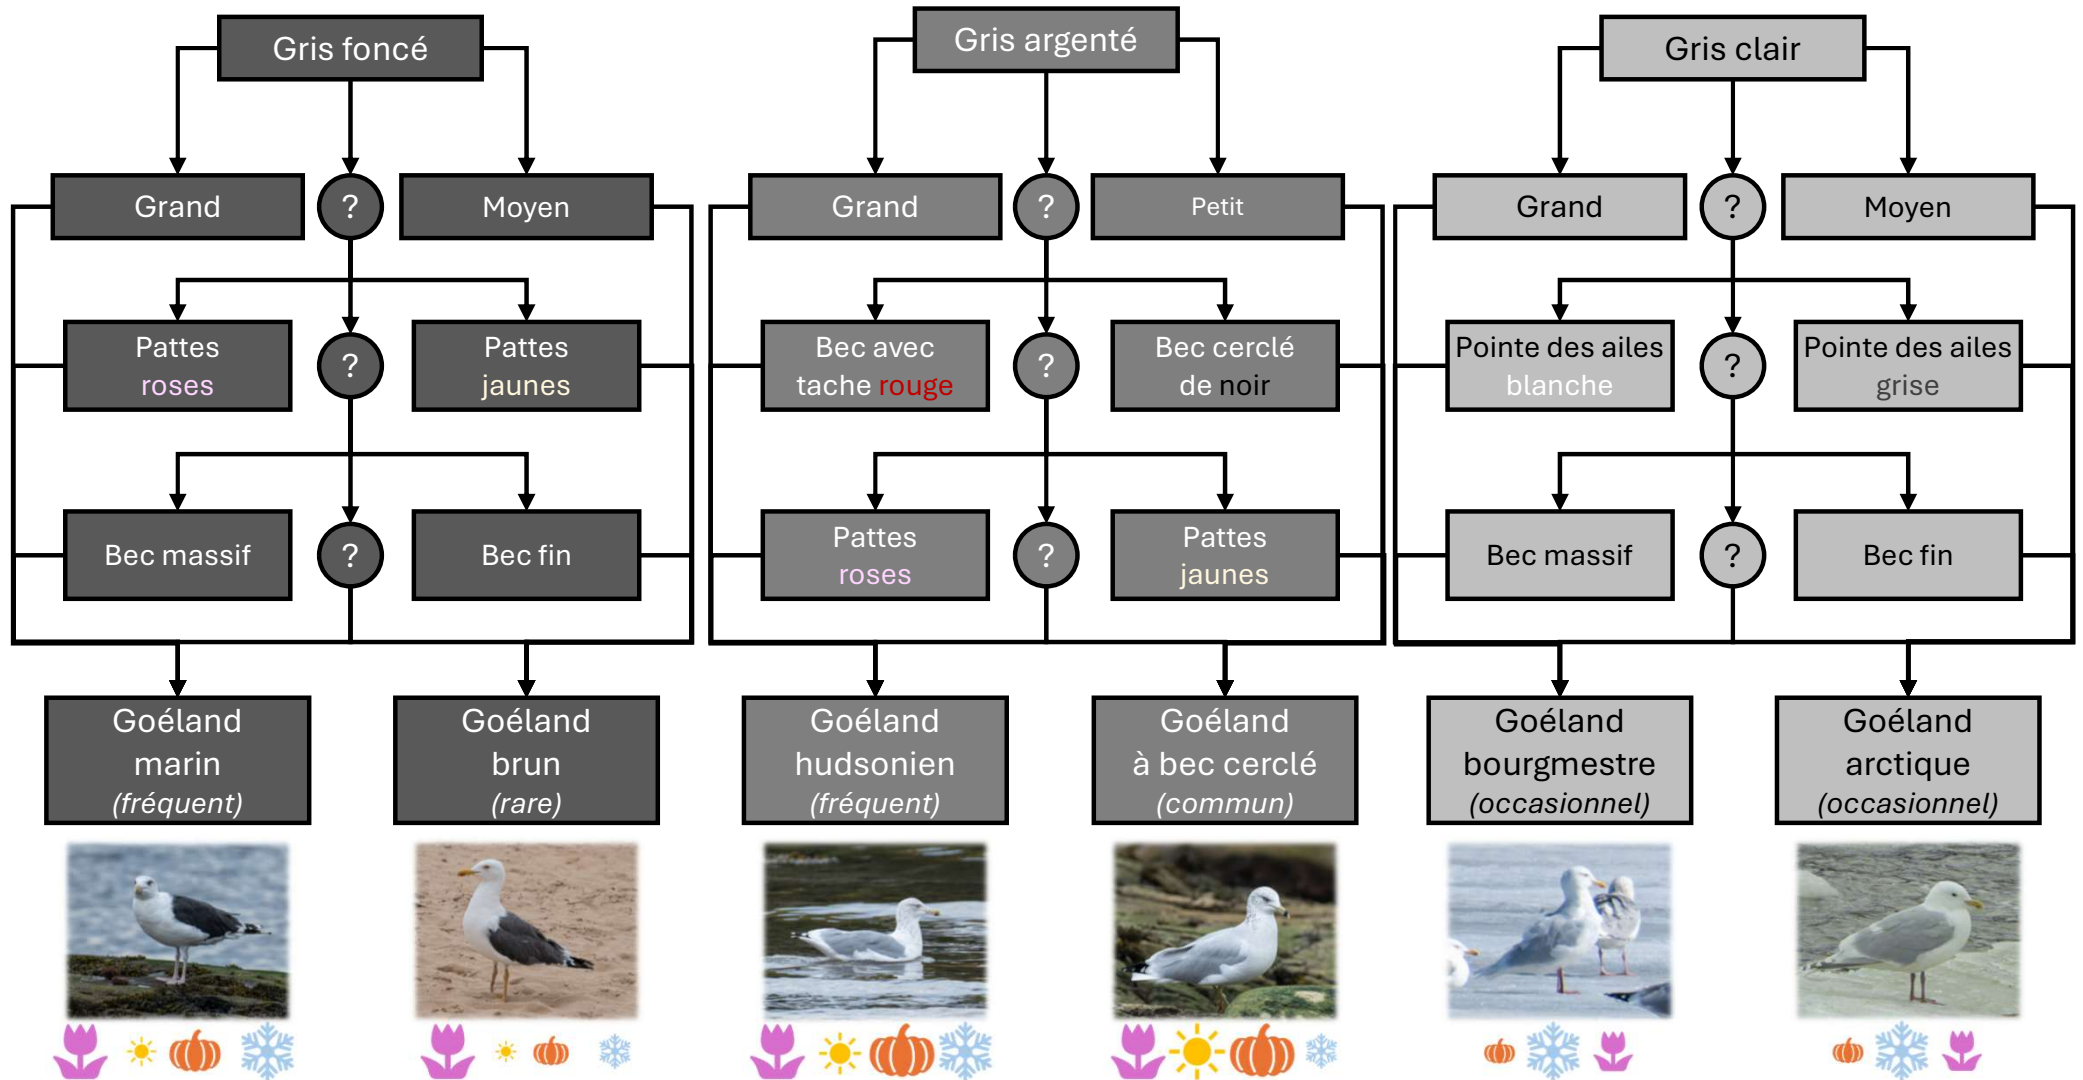 Gris foncé
Grand
?
Moyen
Pattes
roses
?
Pattes
jaunes
Bec massif
?
Bec fin
Goéland
marin
(fréquent)
Goéland
brun
(rare)
Gris argenté
Grand
?
Petit
Bec avec
tache rouge
?
Bec cerclé
de noir
Pattes
roses
?
Pattes
jaunes
Goéland
hudsonien
(fréquent)
Goéland
à bec cerclé
(commun)
Gris clair
Grand
?
Moyen
Pointe des ailes
blanche
?
Pointe des ailes
grise
Bec massif
?
Bec fin
Goéland
bourgmestre
(occasionnel)
Goéland
arctique
(occasionnel)